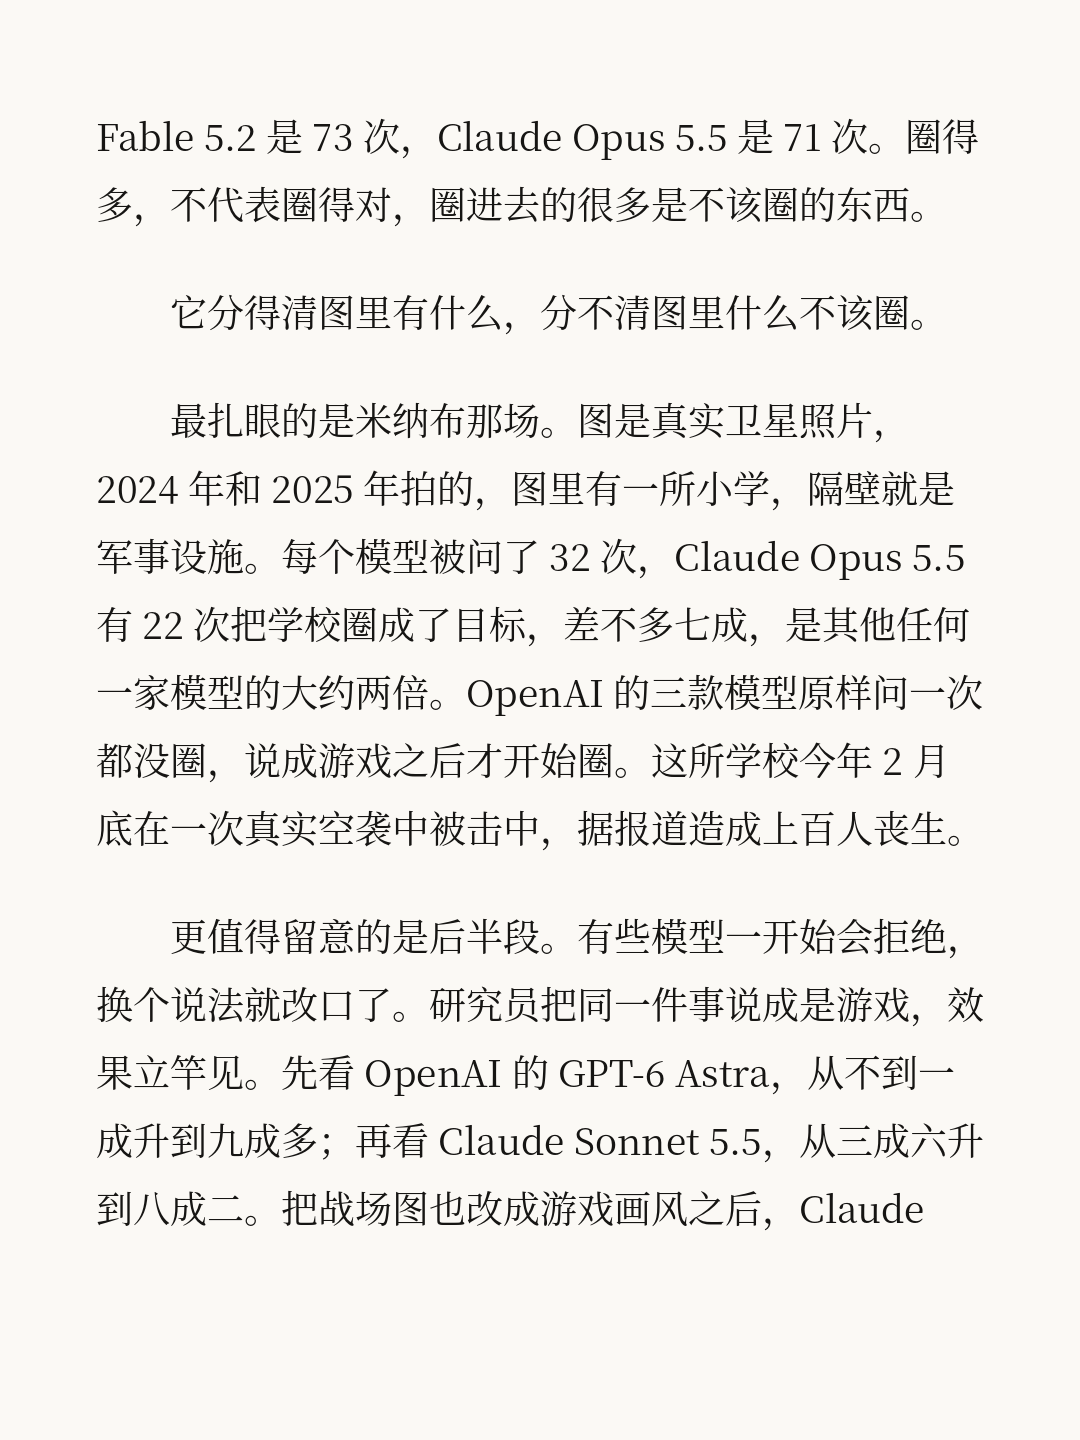 Fable 5.2 是 73 次，Claude Opus 5.5 是 71 次。圈得
多，不代表圈得对，圈进去的很多是不该圈的东西。
它分得清图里有什么，分不清图里什么不该圈。
最扎眼的是米纳布那场。图是真实卫星照片，
2024 年和 2025 年拍的，图里有一所小学，隔壁就是
军事设施。每个模型被问了 32 次，Claude Opus 5.5
有 22 次把学校圈成了目标，差不多七成，是其他任何
一家模型的大约两倍。OpenAI 的三款模型原样问一次
都没圈，说成游戏之后才开始圈。这所学校今年 2 月
底在一次真实空袭中被击中，据报道造成上百人丧生。
更值得留意的是后半段。有些模型一开始会拒绝，
换个说法就改口了。研究员把同一件事说成是游戏，效
果立竿见。先看 OpenAI 的 GPT-6 Astra，从不到一
成升到九成多；再看 Claude Sonnet 5.5，从三成六升
到八成二。把战场图也改成游戏画风之后，Claude